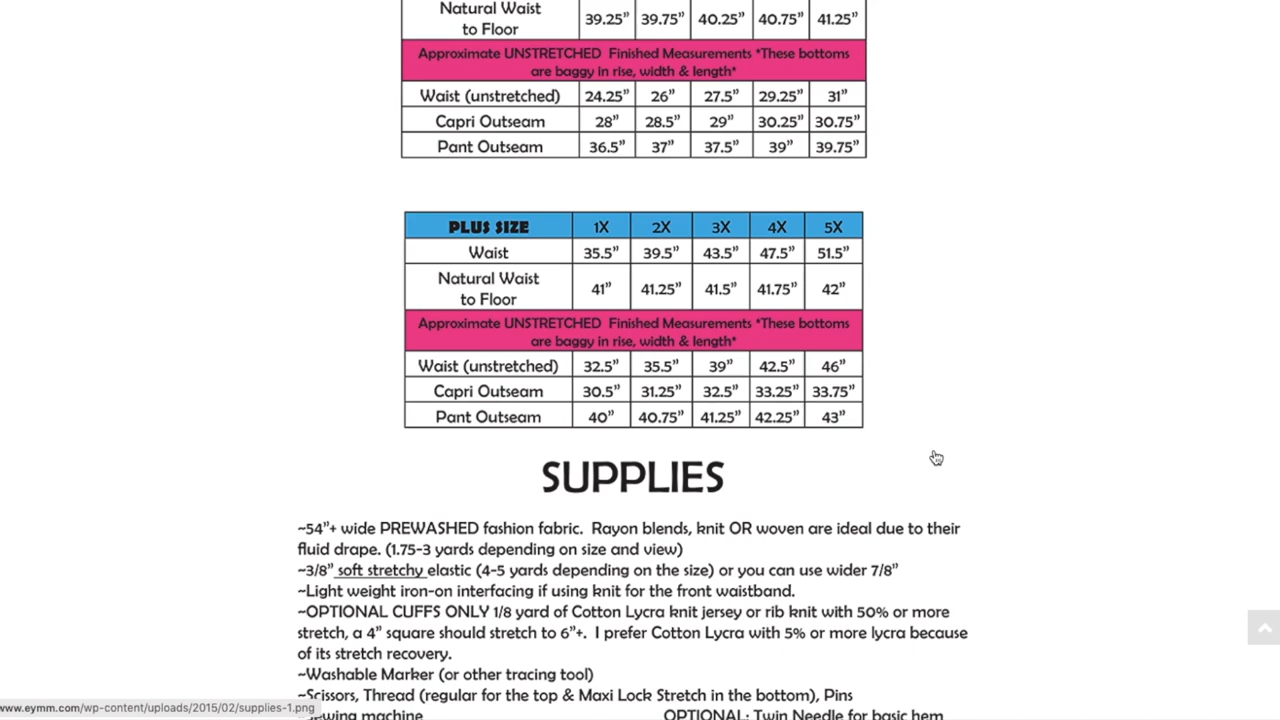 Natural Waist
to Floor 39.25” 39.75” 40.25” 40.75” 41.25”
Approximate UNSTRETCHED Finished Measurements *These bottoms
are baggy in rise, width & length*
Waist (unstretched) 24.25” 26” 27.5” 29.25” 31”
Capri Outseam 28” 28.5” 29” 30.25” 30.75”
Pant Outseam 36.5” 37” 37.5” 39” 39.75”
PLUS SIZE 1X 2X 3X 4X 5X
Waist 35.5” 39.5” 43.5” 47.5” 51.5”
Natural Waist
to Floor 41” 41.25” 41.5” 41.75” 42”
Approximate UNSTRETCHED Finished Measurements *These bottoms
are baggy in rise, width & length*
Waist (unstretched) 32.5” 35.5” 39” 42.5” 46”
Capri Outseam 30.5” 31.25” 32.5” 33.25” 33.75”
Pant Outseam 40” 40.75” 41.25” 42.25” 43”
SUPPLIES
~54”+ wide PREWASHED fashion fabric. Rayon blends, knit OR woven are ideal due to their
fluid drape. (1.75-3 yards depending on size and view)
~3/8” soft stretchy elastic (4-5 yards depending on the size) or you can use wider 7/8”
~Light weight iron-on interfacing if using knit for the front waistband.
~OPTIONAL CUFFS ONLY 1/8 yard of Cotton Lycra knit jersey or rib knit with 50% or more
stretch, a 4” square should stretch to 6”+. I prefer Cotton Lycra with 5% or more lycra because
of its stretch recovery.
~Washable Marker (or other tracing tool)
~Scissors, Thread (regular for the top & Maxi Lock Stretch in the bottom), Pins
~Sewing machine OPTIONAL: Twin Needle for basic hem
www.eymm.com/wp-content/uploads/2015/02/supplies-1.png